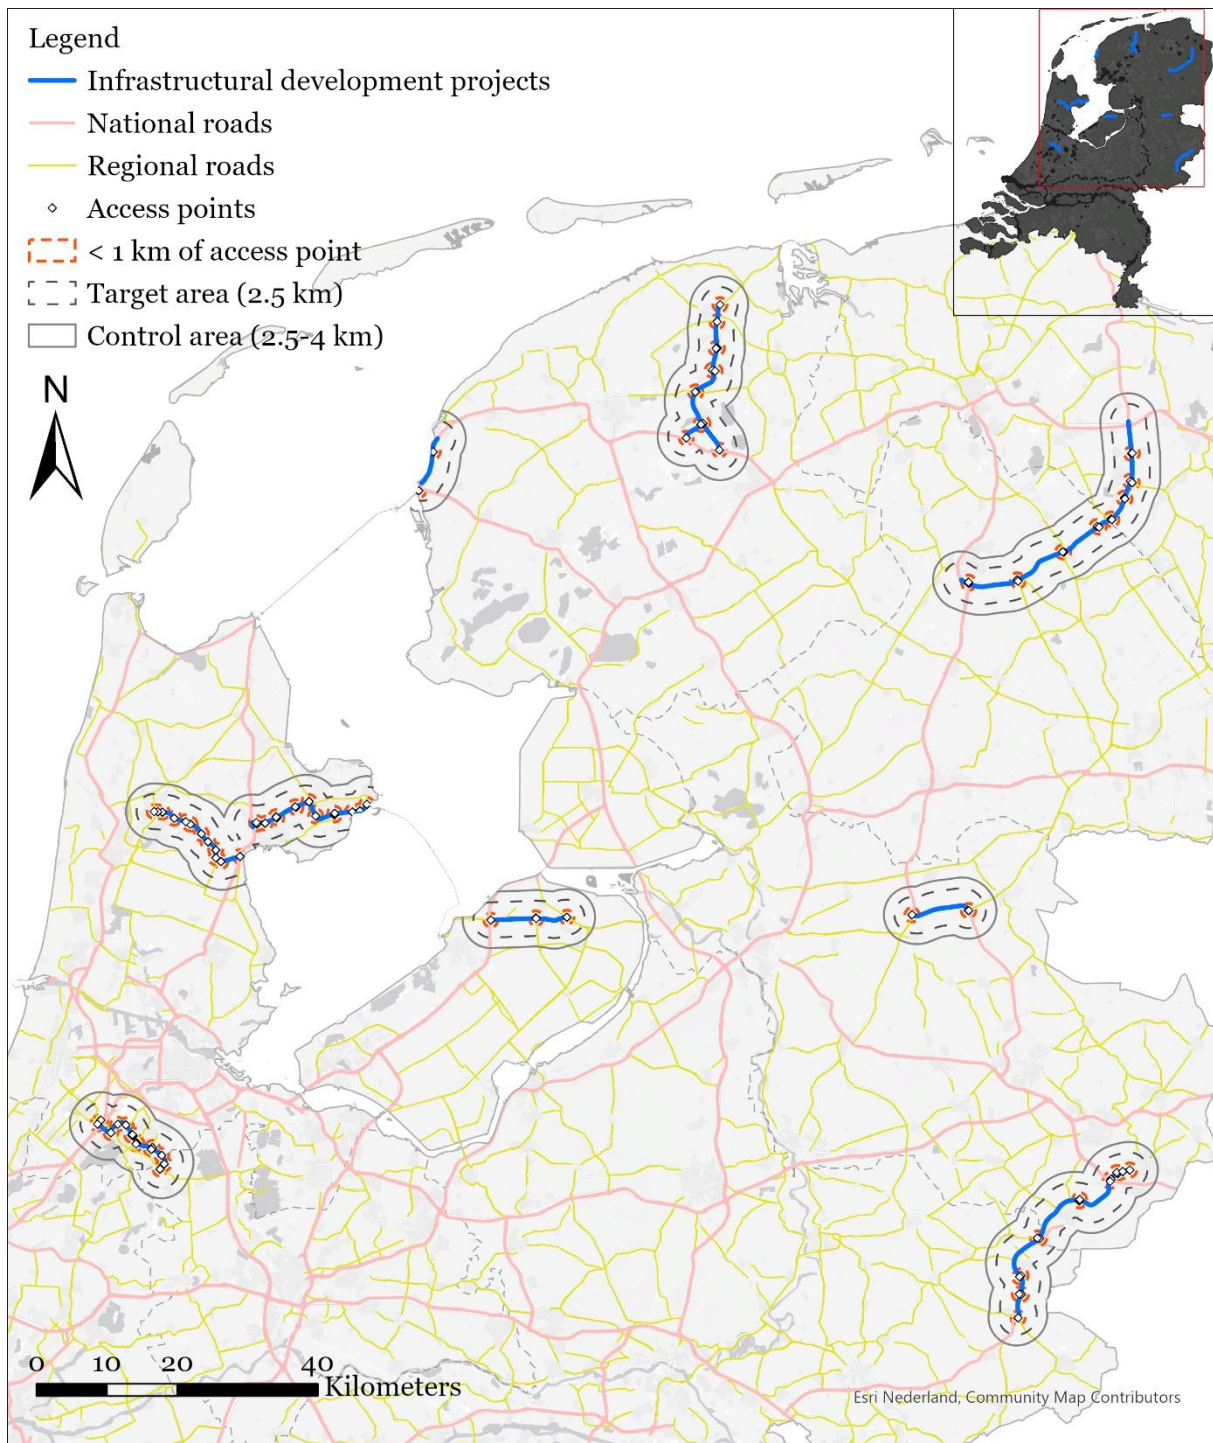 Legend
Infrastructural development projects
National roads
Regional roads
Access points
< 1 km of access point
Target area (2.5 km)
Control area (2.5-4 km)
N
0 10 20 40
Kilometers
Esri Nederland, Community Map Contributors